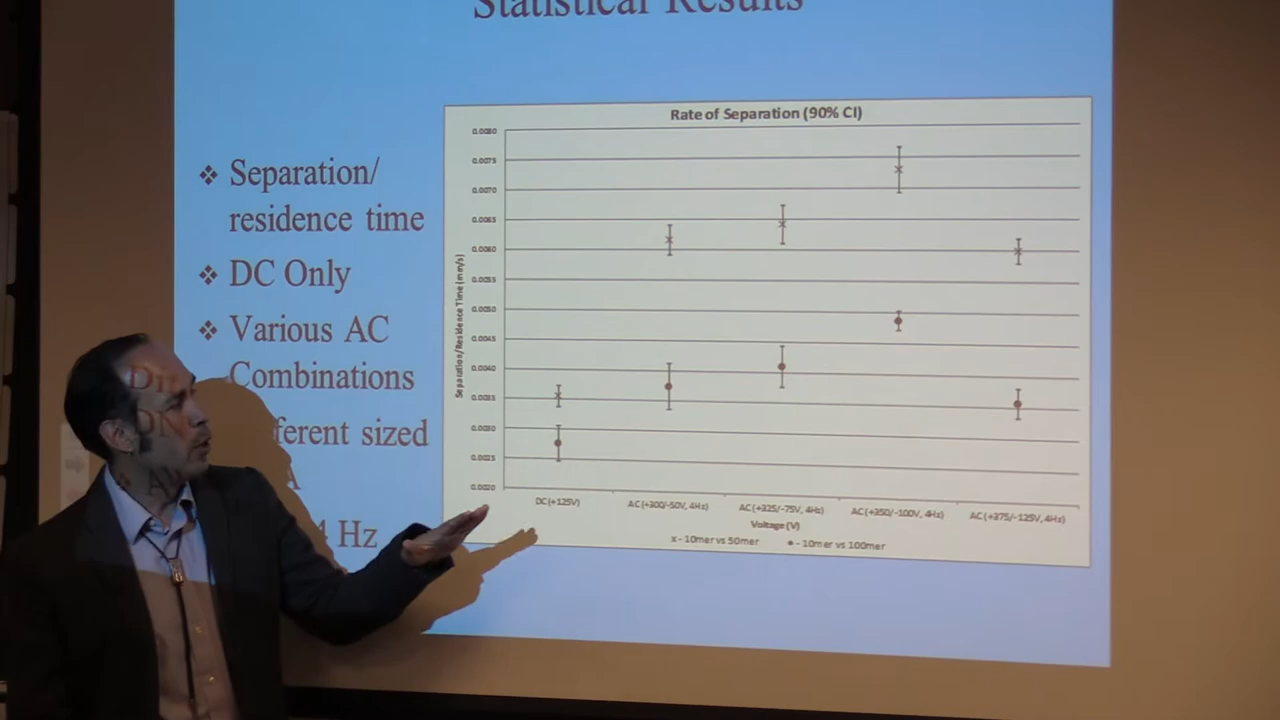 Statistical Results
❖ Separation/
residence time
❖ DC Only
❖ Various AC
Combinations
ferent sized
A
4 Hz
Rate of Separation (90% CI)
Separation/Residence Time (mm/s)
0.0080
0.0075
0.0070
0.0065
0.0060
0.0055
0.0050
0.0045
0.0040
0.0035
0.0030
0.0025
0.0020
DC (+125V)
AC (+300/-50V, 4Hz)
AC (+325/-75V, 4Hz)
AC (+350/-100V, 4Hz)
AC (+375/-125V, 4Hz)
Voltage (V)
x - 10mer vs 50mer
● - 10mer vs 100mer